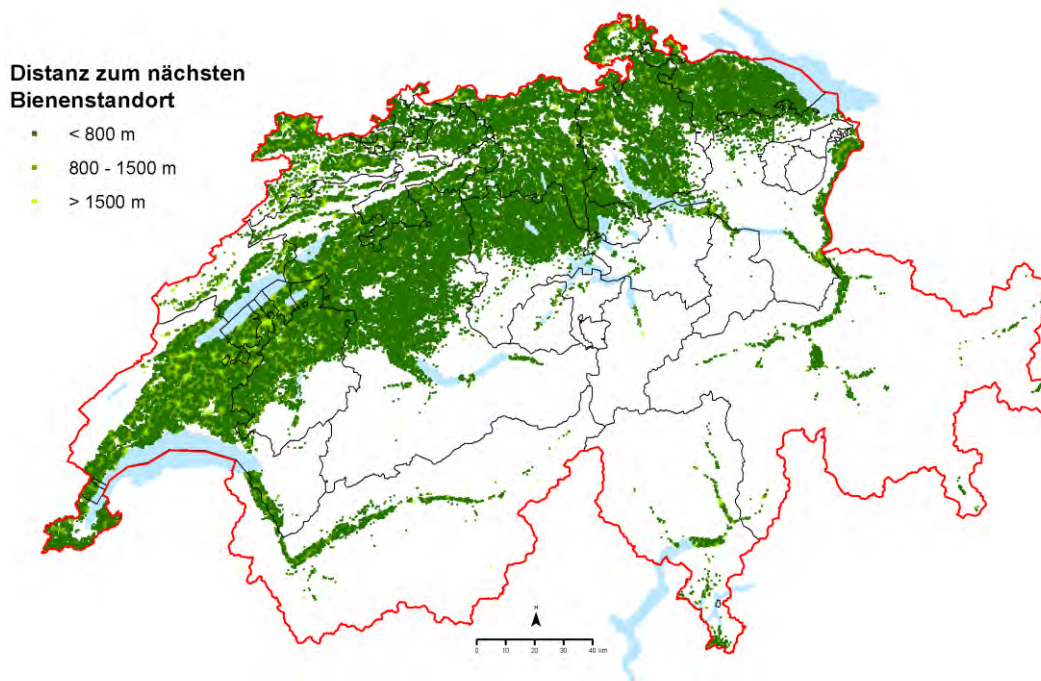 Distanz zum nächsten
Bienenstandort
< 800 m
800 - 1500 m
> 1500 m
N
0 10 20 30 40 km